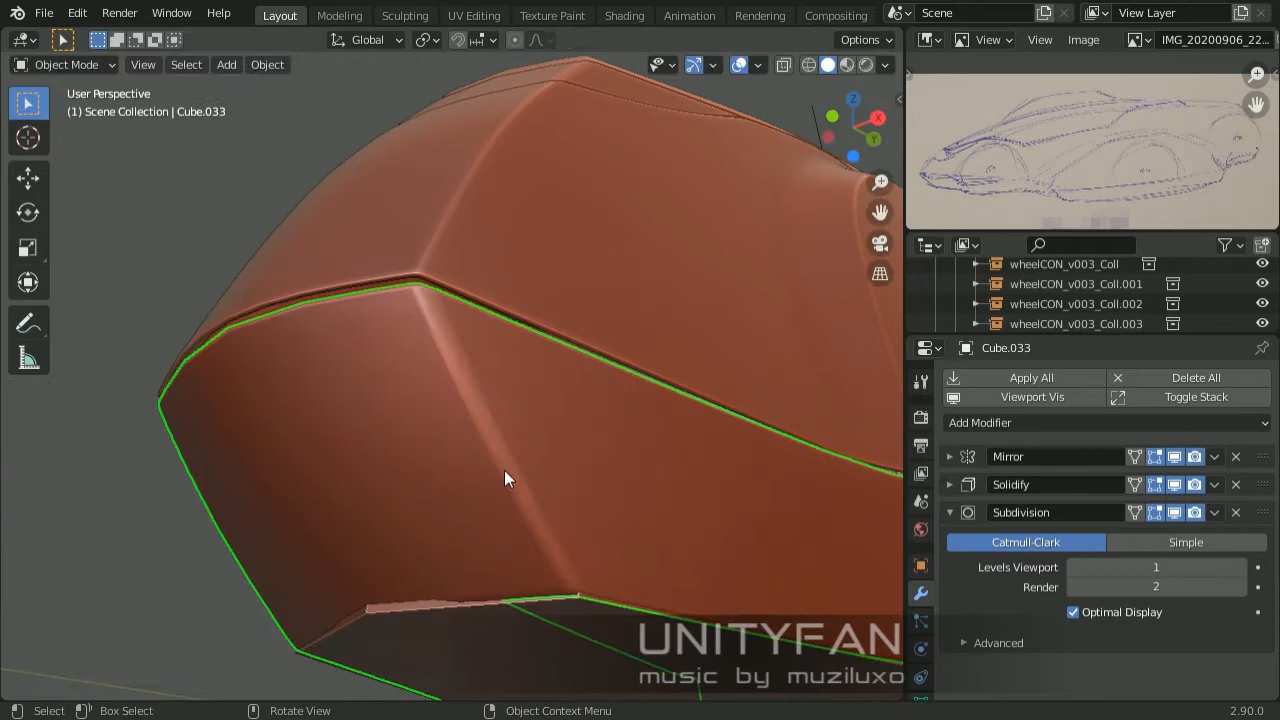 File Edit Render Window Help Layout Modeling Sculpting UV Editing Texture Paint Shading Animation Rendering Compositing Scene View Layer
Global Options View View Image IMG_20200906_22...
Object Mode View Select Add Object
User Perspective
(1) Scene Collection | Cube.033
Z
X
Y
wheelCON_v003_Coll
wheelCON_v003_Coll.001
wheelCON_v003_Coll.002
wheelCON_v003_Coll.003
Cube.033
Apply All Delete All
Viewport Vis Toggle Stack
Add Modifier
Mirror
Solidify
Subdivision
Catmull-Clark Simple
Levels Viewport 1
Render 2
Optimal Display
Advanced
UNITYFAN
music by muziluxo
Select Box Select Rotate View Object Context Menu 2.90.0